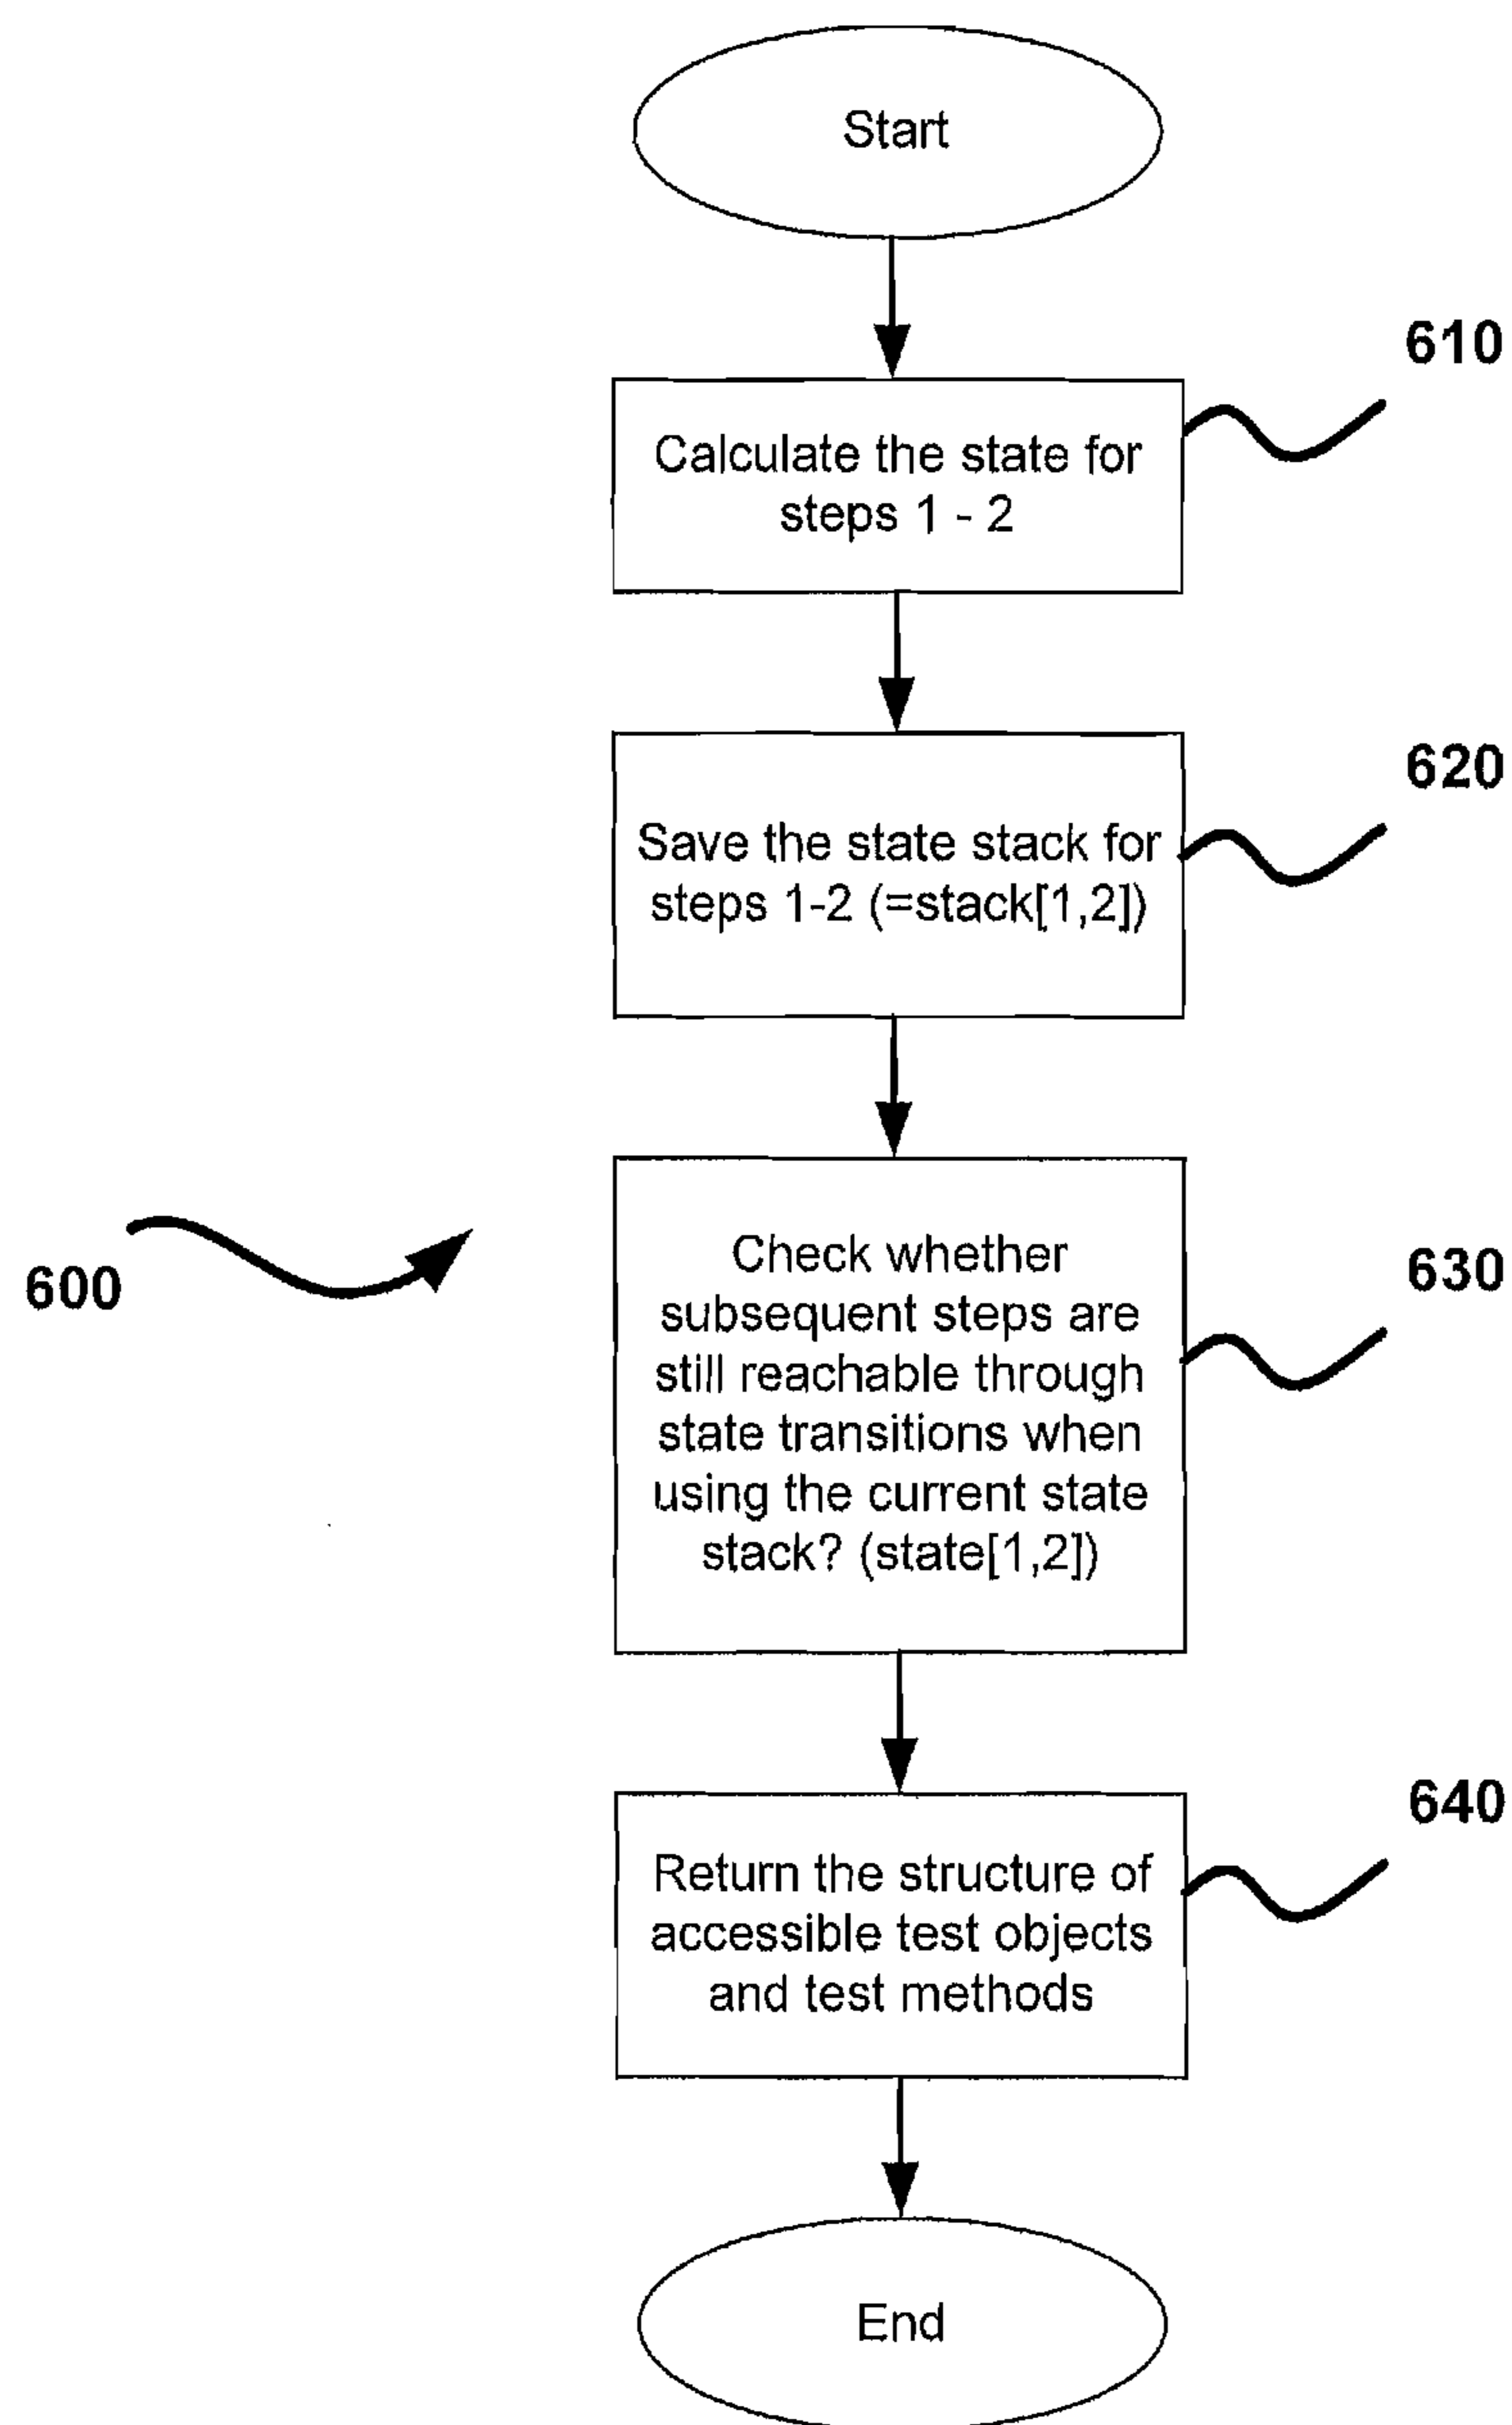 Start
610
Calculate the state for
steps 1 - 2
620
Save the state stack for
steps 1-2 (=stack[1,2])
600
630
Check whether
subsequent steps are
still reachable through
state transitions when
using the current state
stack? (state[1,2])
640
Return the structure of
accessible test objects
and test methods
End